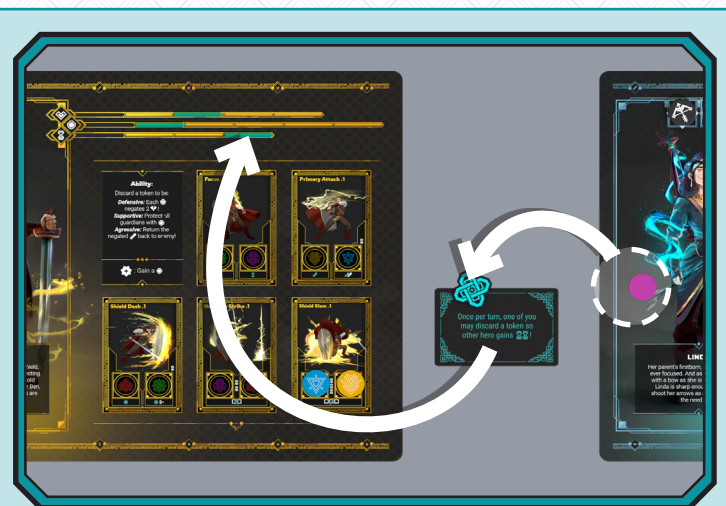 Ability:
Discard a token to be:
Defensive: Each
negates 2 !
Supportive: Protect all
guardians with
Agressive: Return the
negated back to enemy!
: Gain a
Primary Attack .1
Shield Dash .1
Strike .1
Shield Slam .1
Once per turn, one of you
may discard a token so
other hero gains !
LIND
Her parent's firstborn,
ever focused. And as
with a bow as she is
Linda is sharp enou
shoot her arrows as
the need